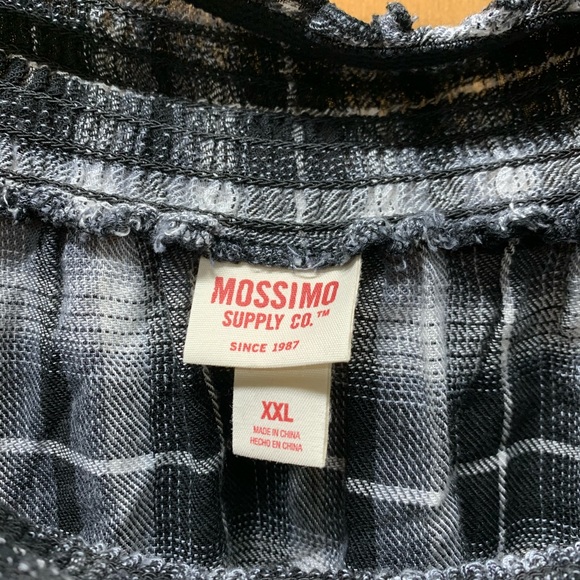 MOSSIMO
SUPPLY CO.™
SINCE 1987
XXL
MADE IN CHINA
HECHO EN CHINA